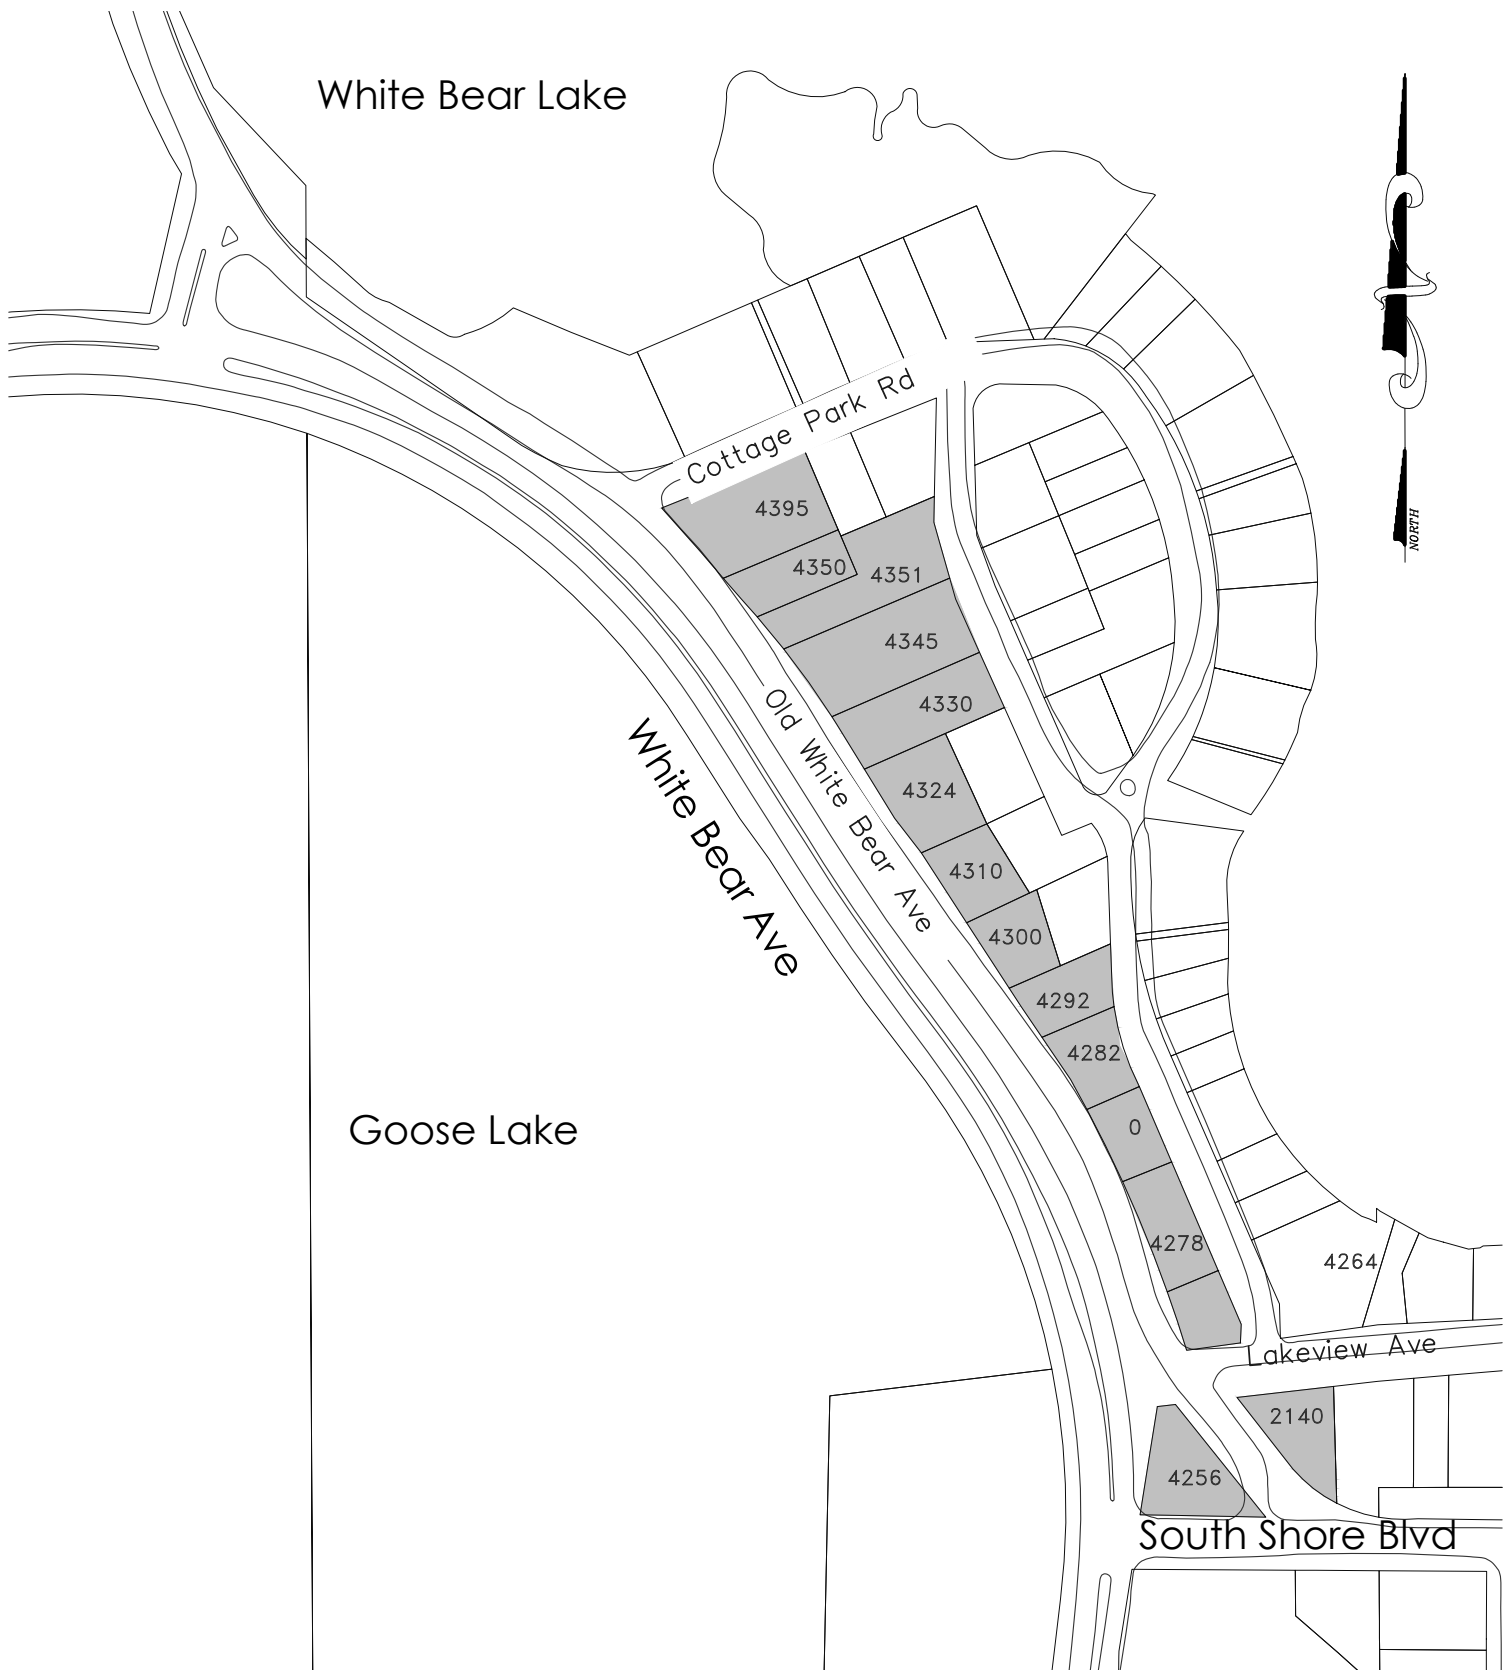 White Bear Lake
Cottage Park Rd
4395
NORTH
4350
4351
4345
4330
Old White Bear Ave
White Bear Ave
4324
4310
4300
4292
4282
Goose Lake
0
4278
4264
Lakeview Ave
2140
4256
South Shore Blvd